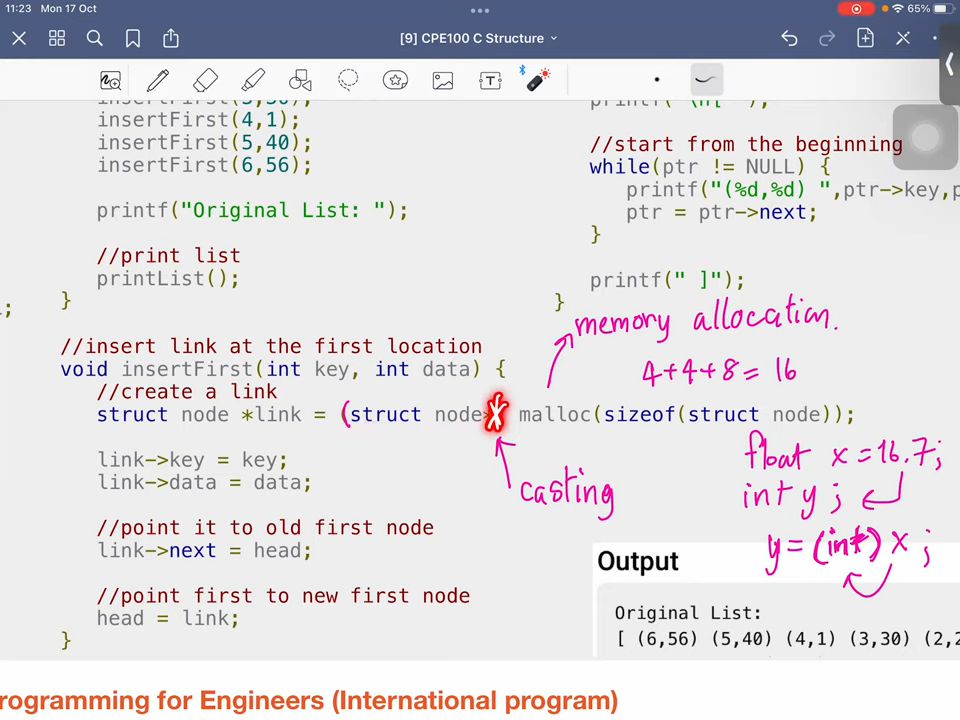 11:23 Mon 17 Oct
65%
[9] CPE100 C Structure
insertFirst(4,1);
insertFirst(5,40);
insertFirst(6,56);
printf("Original List: ");
//print list
printList();
}
//insert link at the first location
void insertFirst(int key, int data) {
//create a link
struct node *link = (struct node malloc(sizeof(struct node));
link->key = key;
link->data = data;
//point it to old first node
link->next = head;
//point first to new first node
head = link;
}
//start from the beginning
while(ptr != NULL) {
printf("(%d,%d) ",ptr->key,p
ptr = ptr->next;
}
printf(" ]");
}
memory allocation.
4+4+8 = 16
casting
float x = 16.7;
int y ;
y = (int) x ;
Output
Original List:
[ (6,56) (5,40) (4,1) (3,30) (2,2
rogramming for Engineers (International program)